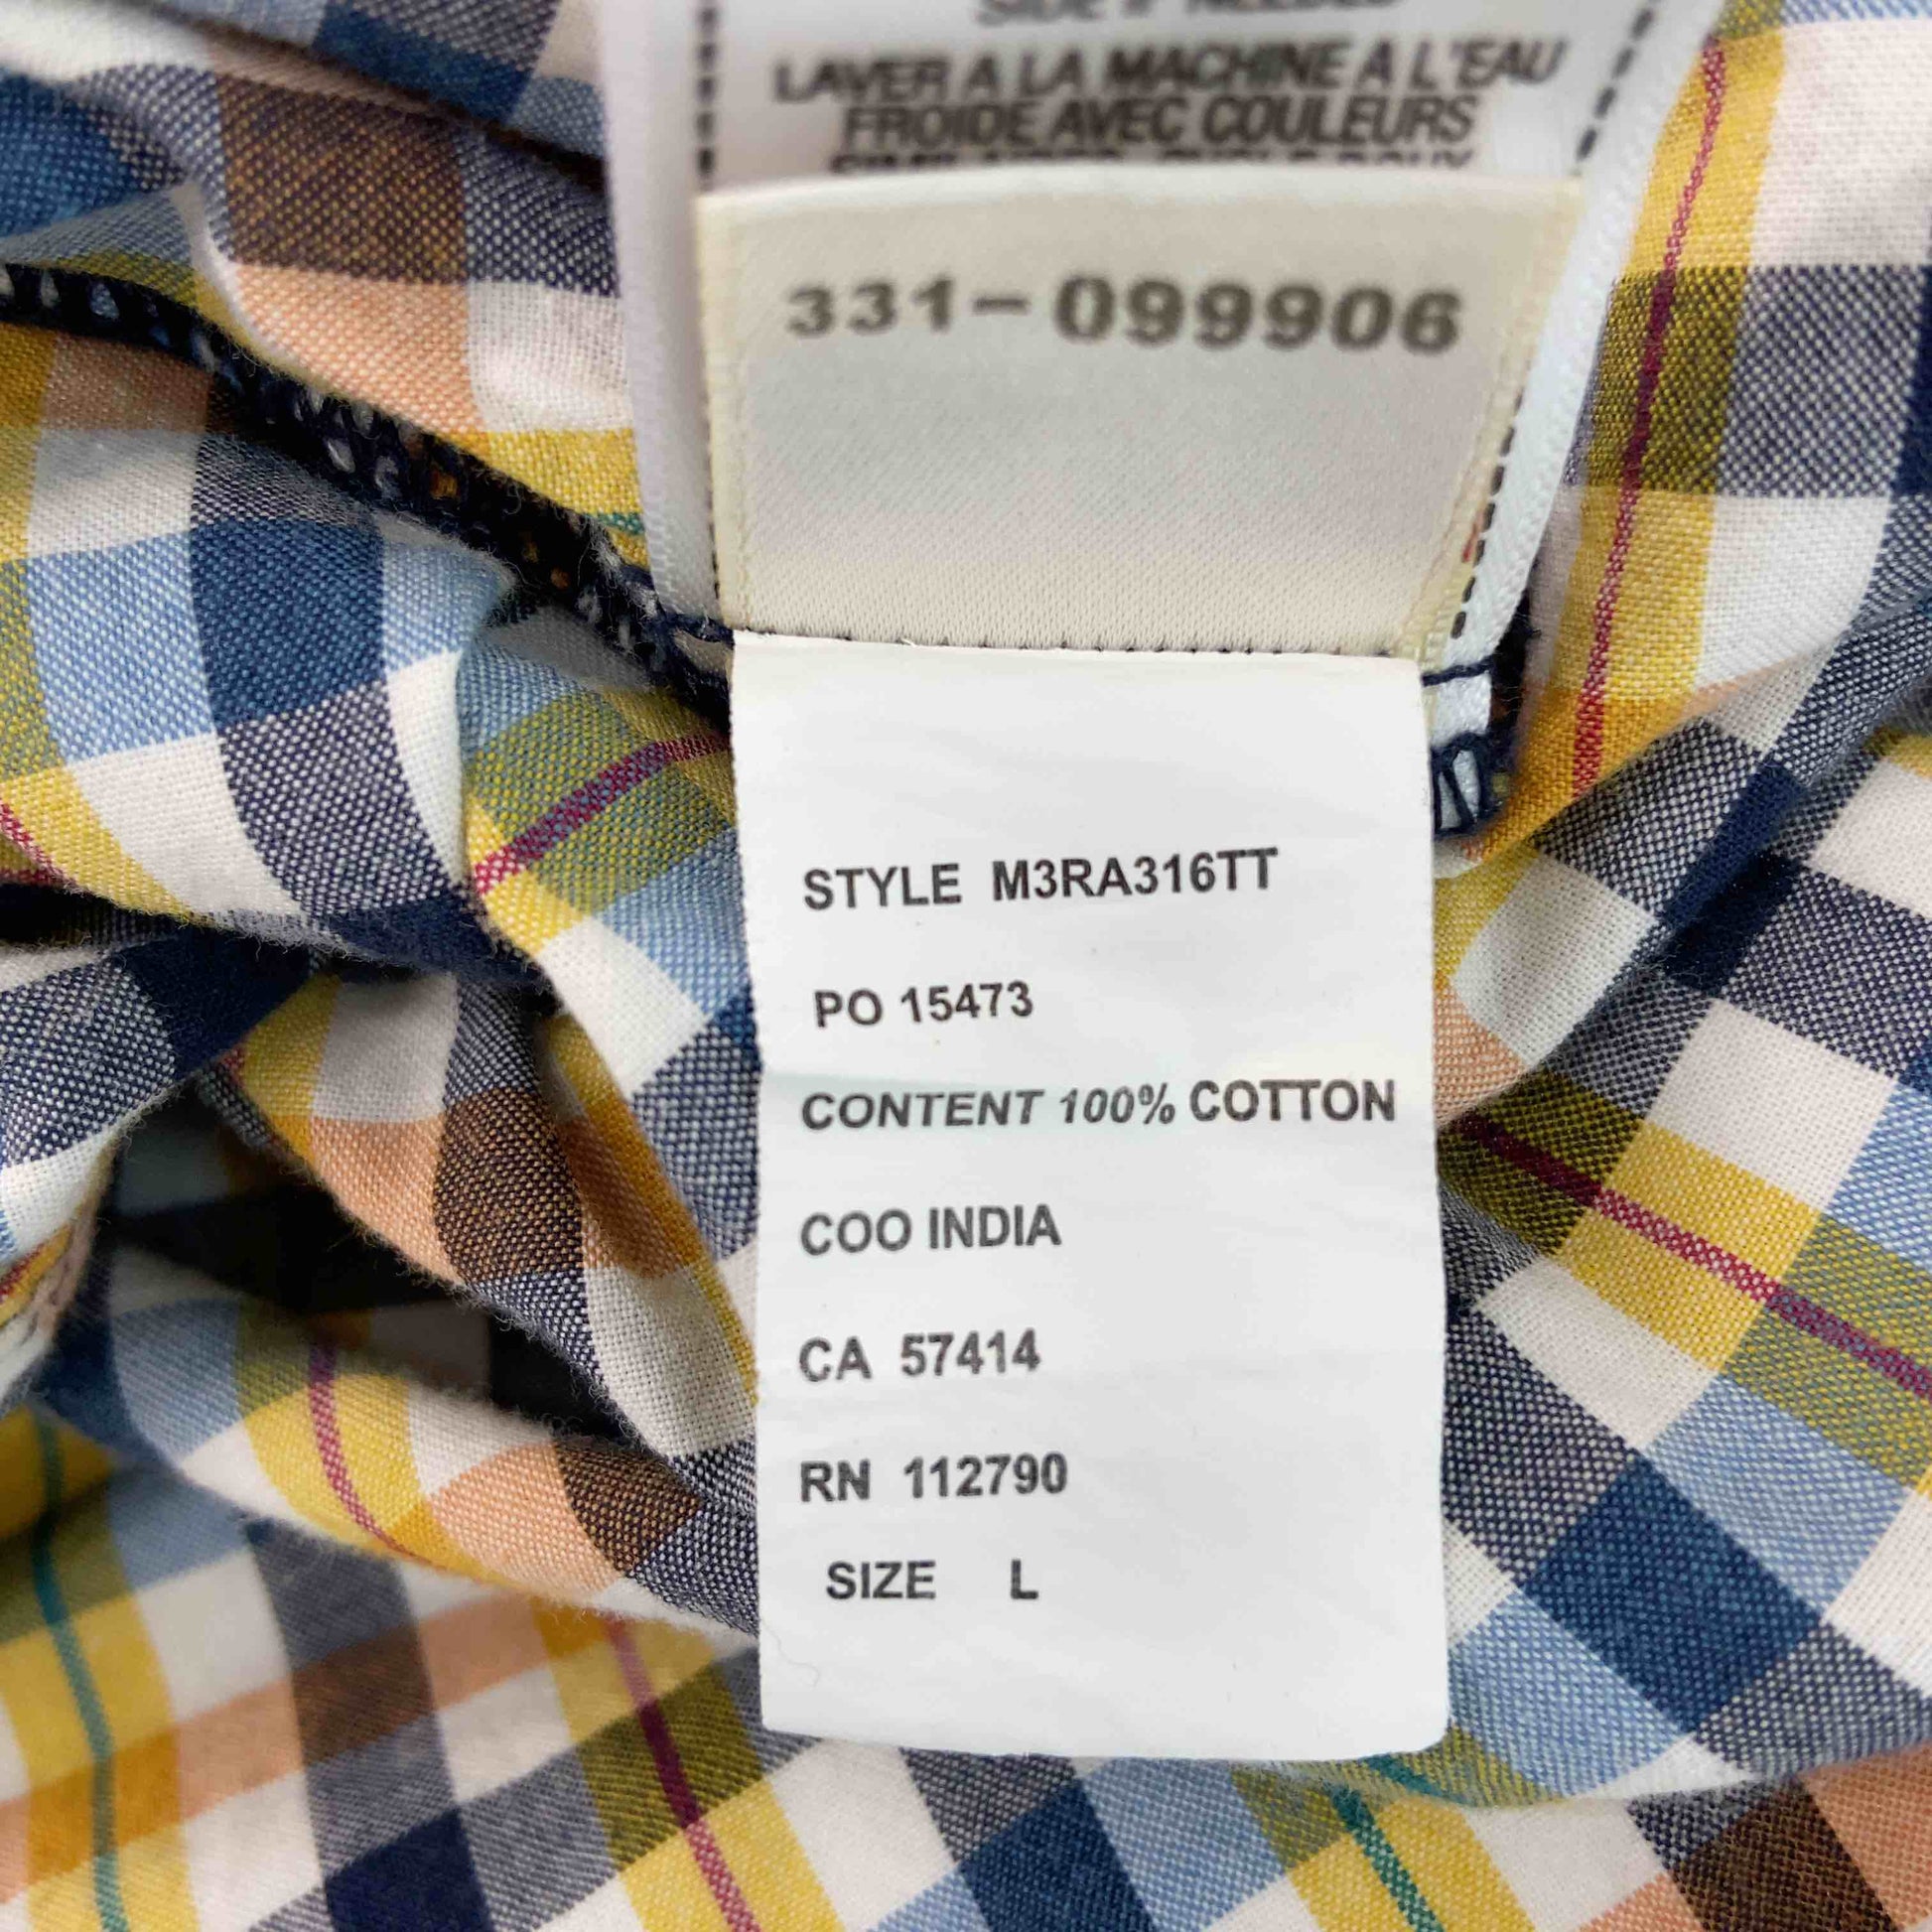 LAVER A LA MACHINE A L'EAU
FROIDE AVEC COULEURS
331-099906
STYLE M3RA316TT
PO 15473
CONTENT 100% COTTON
COO INDIA
CA 57414
RN 112790
SIZE L